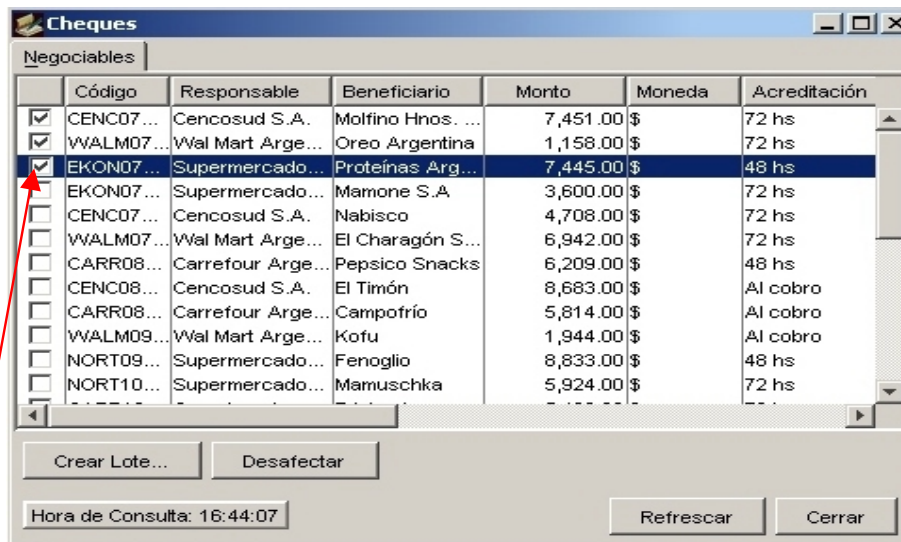 Cheques
Negociables
Código Responsable Beneficiario Monto Moneda Acreditación
CENC07... Cencosud S.A. Molfino Hnos. ... 7,451.00 $ 72 hs
WALM07... Wal Mart Arge... Oreo Argentina 1,158.00 $ 72 hs
EKON07... Supermercado... Proteínas Arg... 7,445.00 $ 48 hs
EKON07... Supermercado... Mamone S.A 3,600.00 $ 72 hs
CENC07... Cencosud S.A. Nabisco 4,708.00 $ 72 hs
WALM07... Wal Mart Arge... El Charagón S... 6,942.00 $ 72 hs
CARR08... Carrefour Arge... Pepsico Snacks 6,209.00 $ 48 hs
CENC08... Cencosud S.A. El Timón 8,683.00 $ Al cobro
CARR08... Carrefour Arge... Campofrío 5,814.00 $ Al cobro
WALM09... Wal Mart Arge... Kofu 1,944.00 $ Al cobro
NORT09... Supermercado... Fenoglio 8,833.00 $ 48 hs
NORT10... Supermercado... Mamuschka 5,924.00 $ 72 hs
Crear Lote... Desafectar
Hora de Consulta: 16:44:07 Refrescar Cerrar